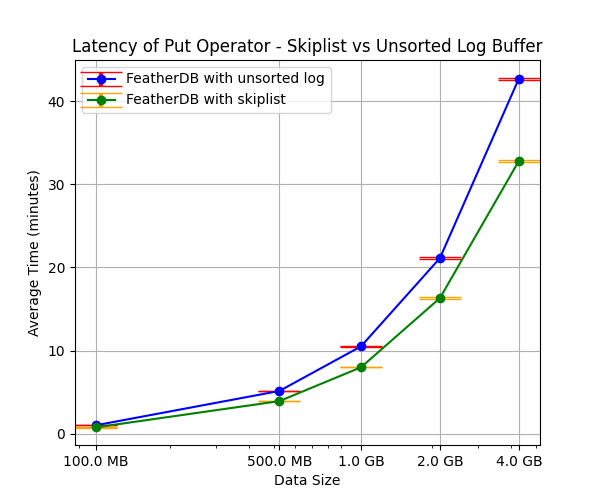 Latency of Put Operator - Skiplist vs Unsorted Log Buffer
FeatherDB with unsorted log
FeatherDB with skiplist
40
30
20
10
0
Average Time (minutes)
100.0 MB
500.0 MB
1.0 GB
2.0 GB
4.0 GB
Data Size